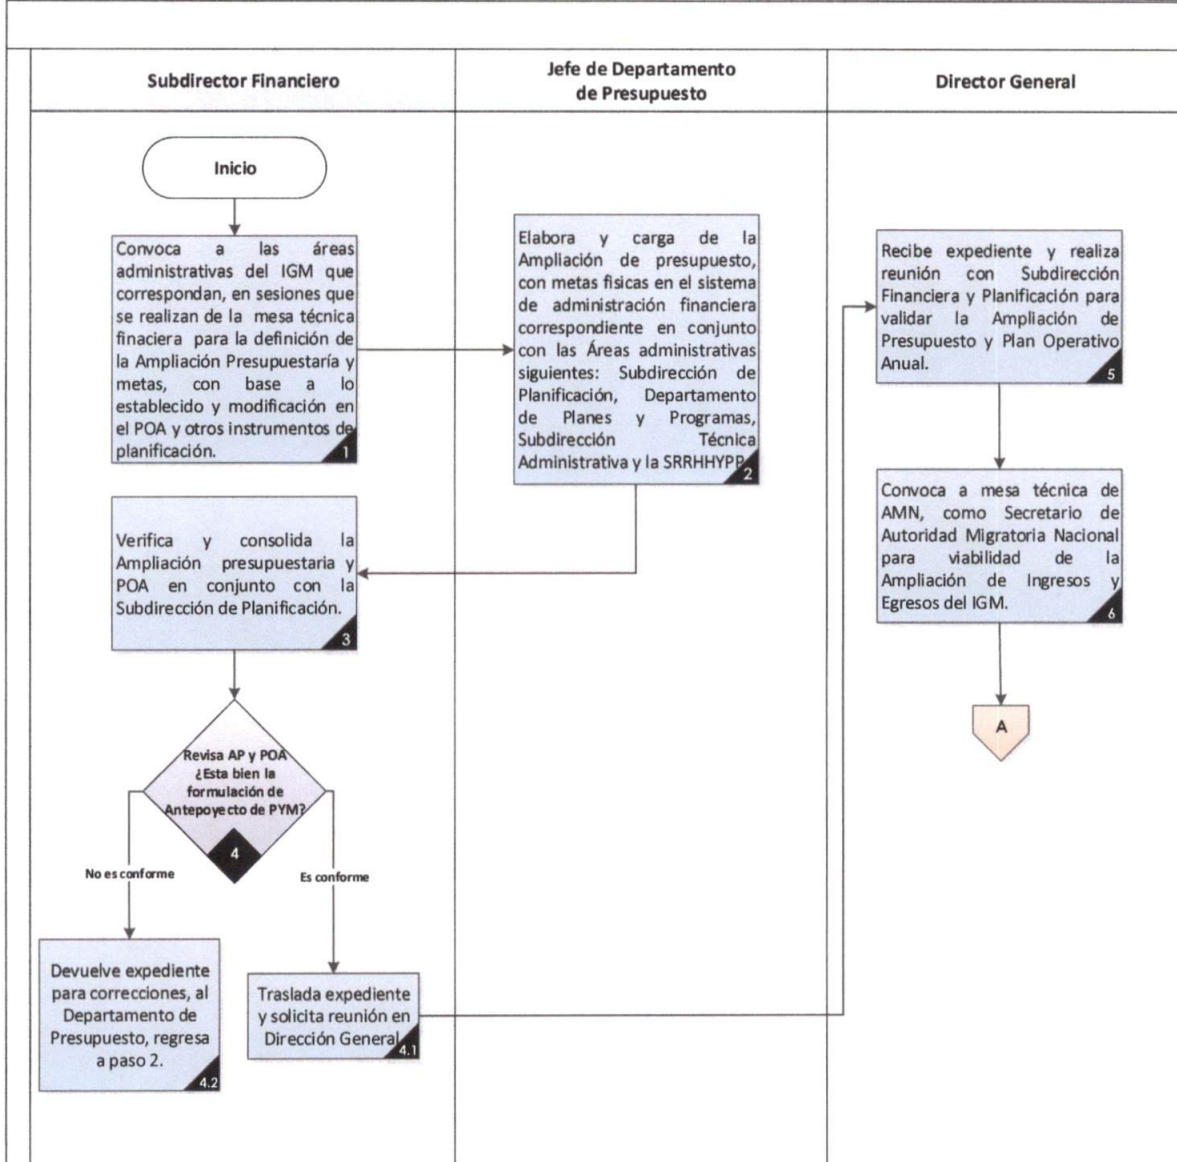 Subdirector Financiero
Jefe de Departamento
de Presupuesto
Director General
Inicio
Convoca a las áreas
administrativas del IGM que
correspondan, en sesiones que
se realizan de la mesa técnica
finaciera para la definición de
la Ampliación Presupuestaría y
metas, con base a lo
establecido y modificación en
el POA y otros instrumentos de
planificación.
1
Elabora y carga de la
Ampliación de presupuesto,
con metas fisicas en el sistema
de administración financiera
correspondiente en conjunto
con las Áreas administrativas
siguientes: Subdirección de
Planificación, Departamento
de Planes y Programas,
Subdirección Técnica
Administrativa y la SRRHHYPP.
2
Verifica y consolida la
Ampliación presupuestaria y
POA en conjunto con la
Subdirección de Planificación.
3
Revisa AP y POA
¿Esta bien la
formulación de
Antepoyecto de PYM?
4
No es conforme
Es conforme
Devuelve expediente
para correcciones, al
Departamento de
Presupuesto, regresa
a paso 2.
4.2
Traslada expediente
y solicita reunión en
Dirección General
4.1
Recibe expediente y realiza
reunión con Subdirección
Financiera y Planificación para
validar la Ampliación de
Presupuesto y Plan Operativo
Anual.
5
Convoca a mesa técnica de
AMN, como Secretario de
Autoridad Migratoria Nacional
para viabilidad de la
Ampliación de Ingresos y
Egresos del IGM.
6
A